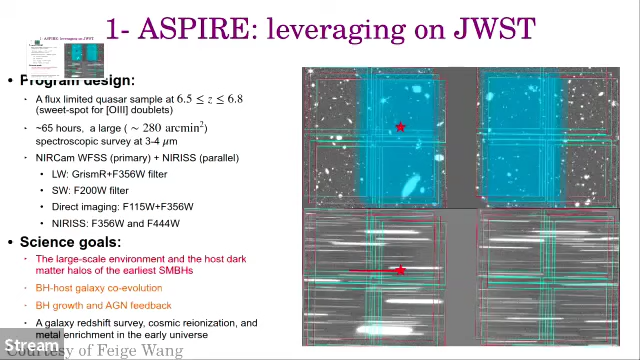 1- ASPIRE: leveraging on JWST
• Program design:
· A flux limited quasar sample at 6.5 ≤ z ≤ 6.8
(sweet-spot for [OIII] doublets)
· ~65 hours, a large ( ∼ 280 arcmin²)
spectroscopic survey at 3-4 μm
· NIRCam WFSS (primary) + NIRISS (parallel)
· LW: GrismR+F356W filter
· SW: F200W filter
· Direct imaging: F115W+F356W
· NIRISS: F356W and F444W
• Science goals:
· The large-scale environment and the host dark
matter halos of the earliest SMBHs
· BH-host galaxy co-evolution
· BH growth and AGN feedback
· A galaxy redshift survey, cosmic reionization, and
metal enrichment in the early universe
Stream
Courtesy of Feige Wang